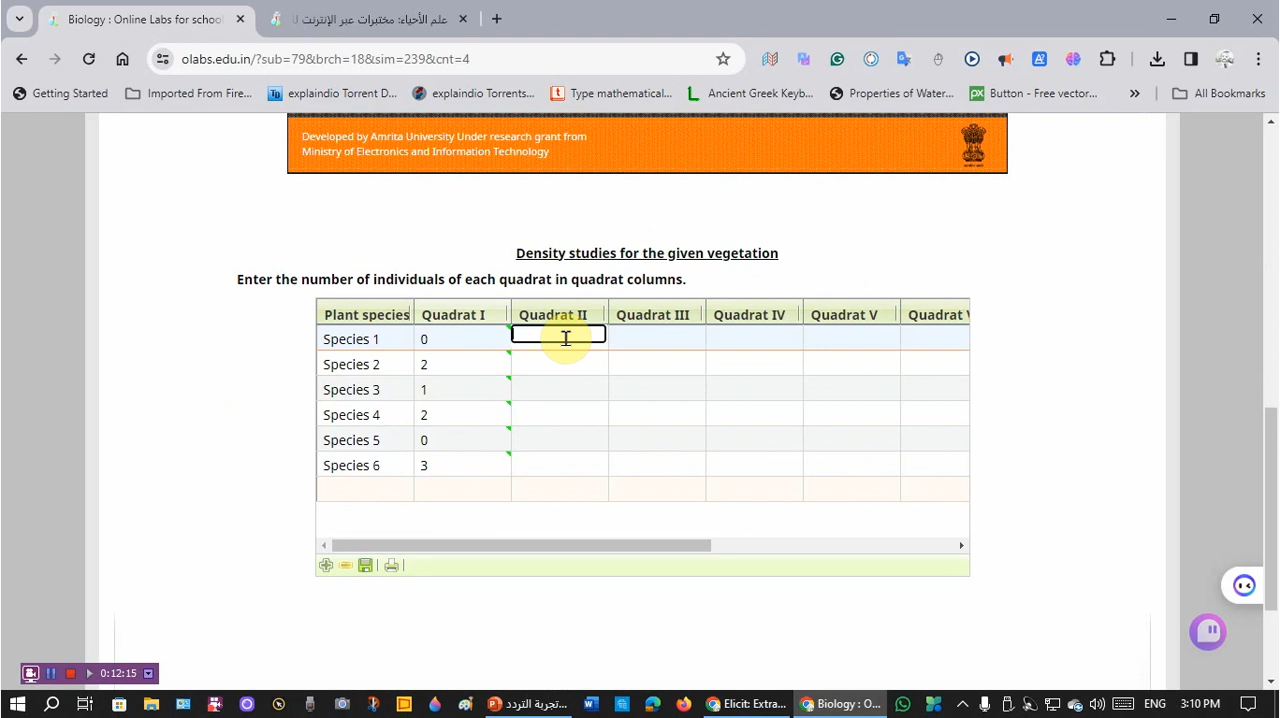 Biology : Online Labs for schoo
علم الأحياء: مختبرات عبر الإنترنت
olabs.edu.in/?sub=79&brch=18&sim=239&cnt=4
Getting Started
Imported From Fire...
explaindio Torrent D...
explaindio Torrents...
Type mathematical...
Ancient Greek Keyb...
Properties of Water...
Button - Free vector...
»
All Bookmarks
Developed by Amrita University Under research grant from
Ministry of Electronics and Information Technology
Density studies for the given vegetation
Enter the number of individuals of each quadrat in quadrat columns.
Plant species Quadrat I Quadrat II Quadrat III Quadrat IV Quadrat V Quadrat V
Species 1 0
Species 2 2
Species 3 1
Species 4 2
Species 5 0
Species 6 3
0:12:15
تجربة التردد...
Elicit: Extra...
Biology : O...
ENG
3:10 PM